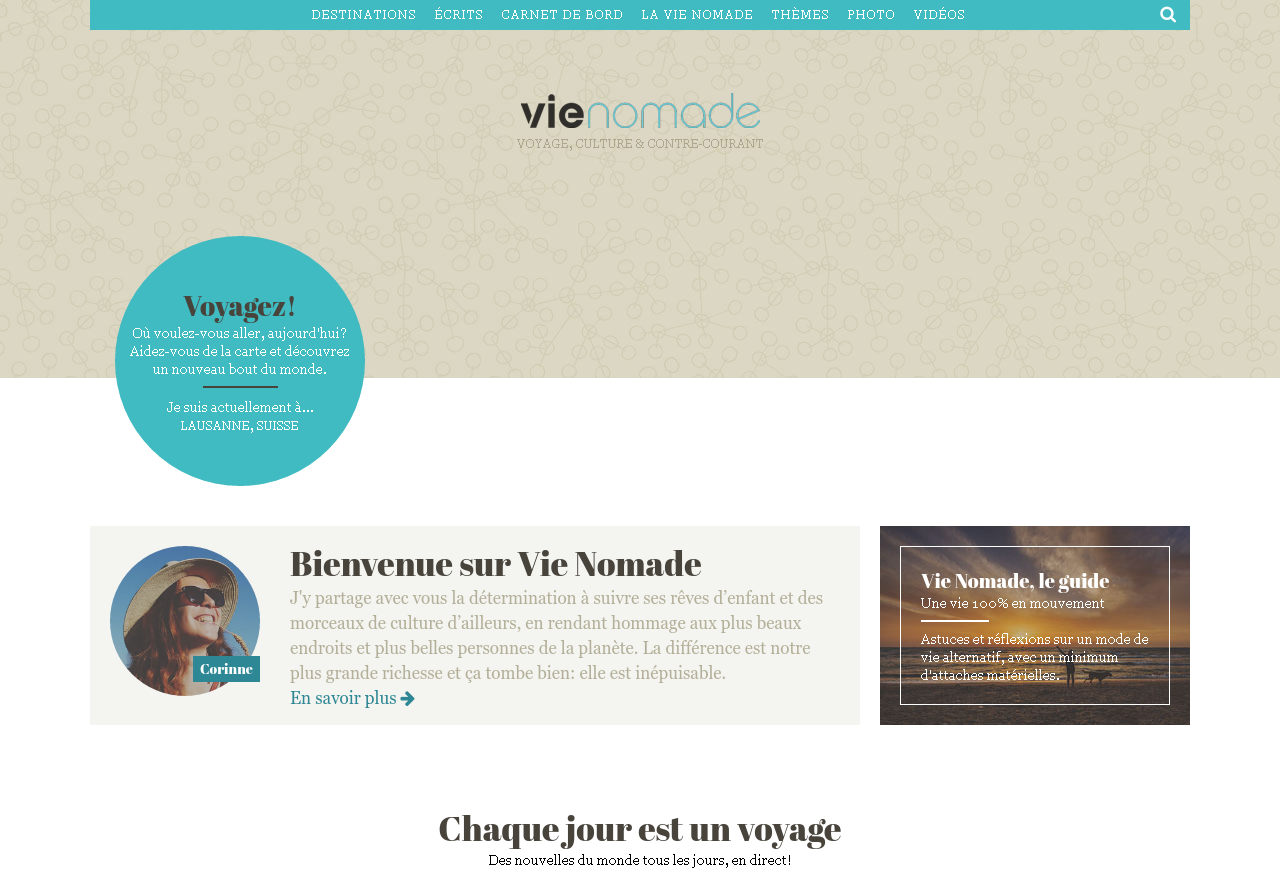 DESTINATIONS ÉCRITS CARNET DE BORD LA VIE NOMADE THÈMES PHOTO VIDÉOS
vienomade
VOYAGE, CULTURE & CONTRE-COURANT
Voyagez!
Où voulez-vous aller, aujourd'hui?
Aidez-vous de la carte et découvrez
un nouveau bout du monde.
Je suis actuellement à...
LAUSANNE, SUISSE
Corinne
Bienvenue sur Vie Nomade
J'y partage avec vous la détermination à suivre ses rêves d’enfant et des
morceaux de culture d’ailleurs, en rendant hommage aux plus beaux
endroits et plus belles personnes de la planète. La différence est notre
plus grande richesse et ça tombe bien: elle est inépuisable.
En savoir plus
Vie Nomade, le guide
Une vie 100% en mouvement
Astuces et réflexions sur un mode de
vie alternatif, avec un minimum
d'attaches matérielles.
Chaque jour est un voyage
Des nouvelles du monde tous les jours, en direct!